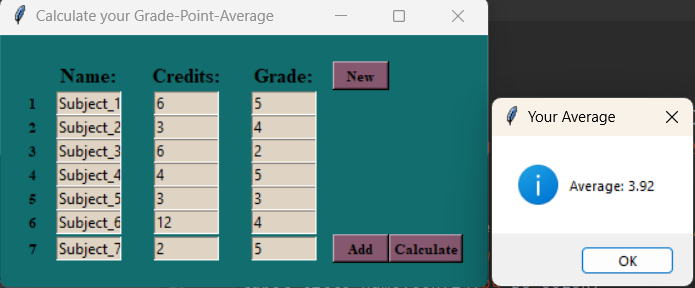 Calculate your Grade-Point-Average
Name: Credits: Grade: New
1 Subject_1 6 5
2 Subject_2 3 4
3 Subject_3 6 2
4 Subject_4 4 5
5 Subject_5 3 3
6 Subject_6 12 4
7 Subject_7 2 5 Add Calculate
Your Average
Average: 3.92
OK